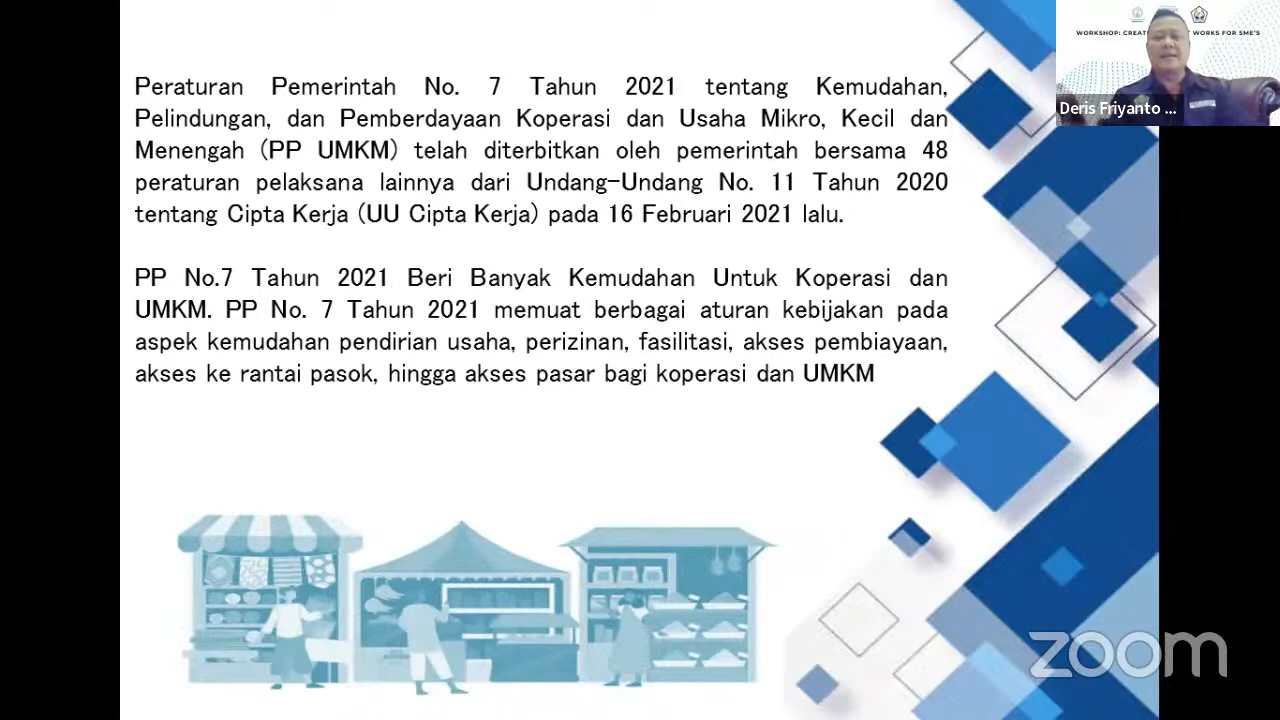 Peraturan Pemerintah No. 7 Tahun 2021 tentang Kemudahan,
Pelindungan, dan Pemberdayaan Koperasi dan Usaha Mikro, Kecil dan
Menengah (PP UMKM) telah diterbitkan oleh pemerintah bersama 48
peraturan pelaksana lainnya dari Undang-Undang No. 11 Tahun 2020
tentang Cipta Kerja (UU Cipta Kerja) pada 16 Februari 2021 lalu.
PP No.7 Tahun 2021 Beri Banyak Kemudahan Untuk Koperasi dan
UMKM. PP No. 7 Tahun 2021 memuat berbagai aturan kebijakan pada
aspek kemudahan pendirian usaha, perizinan, fasilitasi, akses pembiayaan,
akses ke rantai pasok, hingga akses pasar bagi koperasi dan UMKM
WORKSHOP: WORKS FOR SME'S
Deris Friyanto ...
zoom